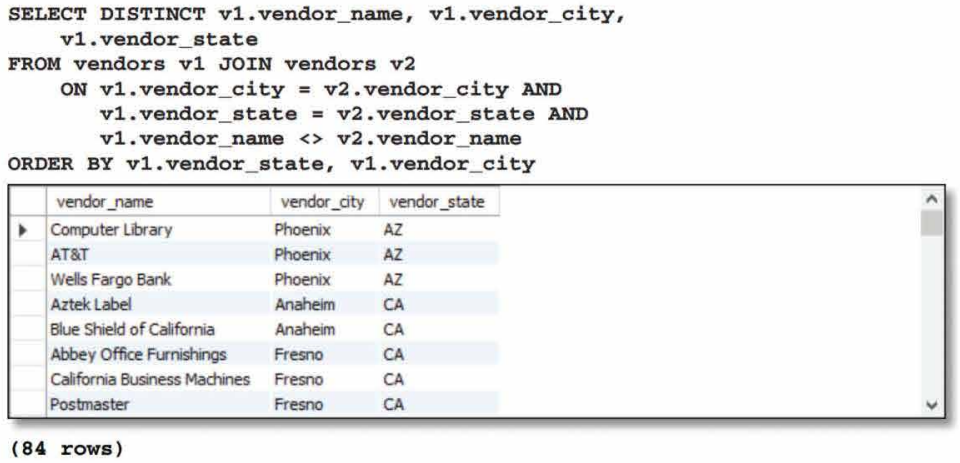 SELECT DISTINCT v1.vendor_name, v1.vendor_city,
v1.vendor_state
FROM vendors v1 JOIN vendors v2
ON v1.vendor_city = v2.vendor_city AND
v1.vendor_state = v2.vendor_state AND
v1.vendor_name <> v2.vendor_name
ORDER BY v1.vendor_state, v1.vendor_city
vendor_name vendor_city vendor_state
Computer Library Phoenix AZ
AT&T Phoenix AZ
Wells Fargo Bank Phoenix AZ
Aztek Label Anaheim CA
Blue Shield of California Anaheim CA
Abbey Office Furnishings Fresno CA
California Business Machines Fresno CA
Postmaster Fresno CA
(84 rows)